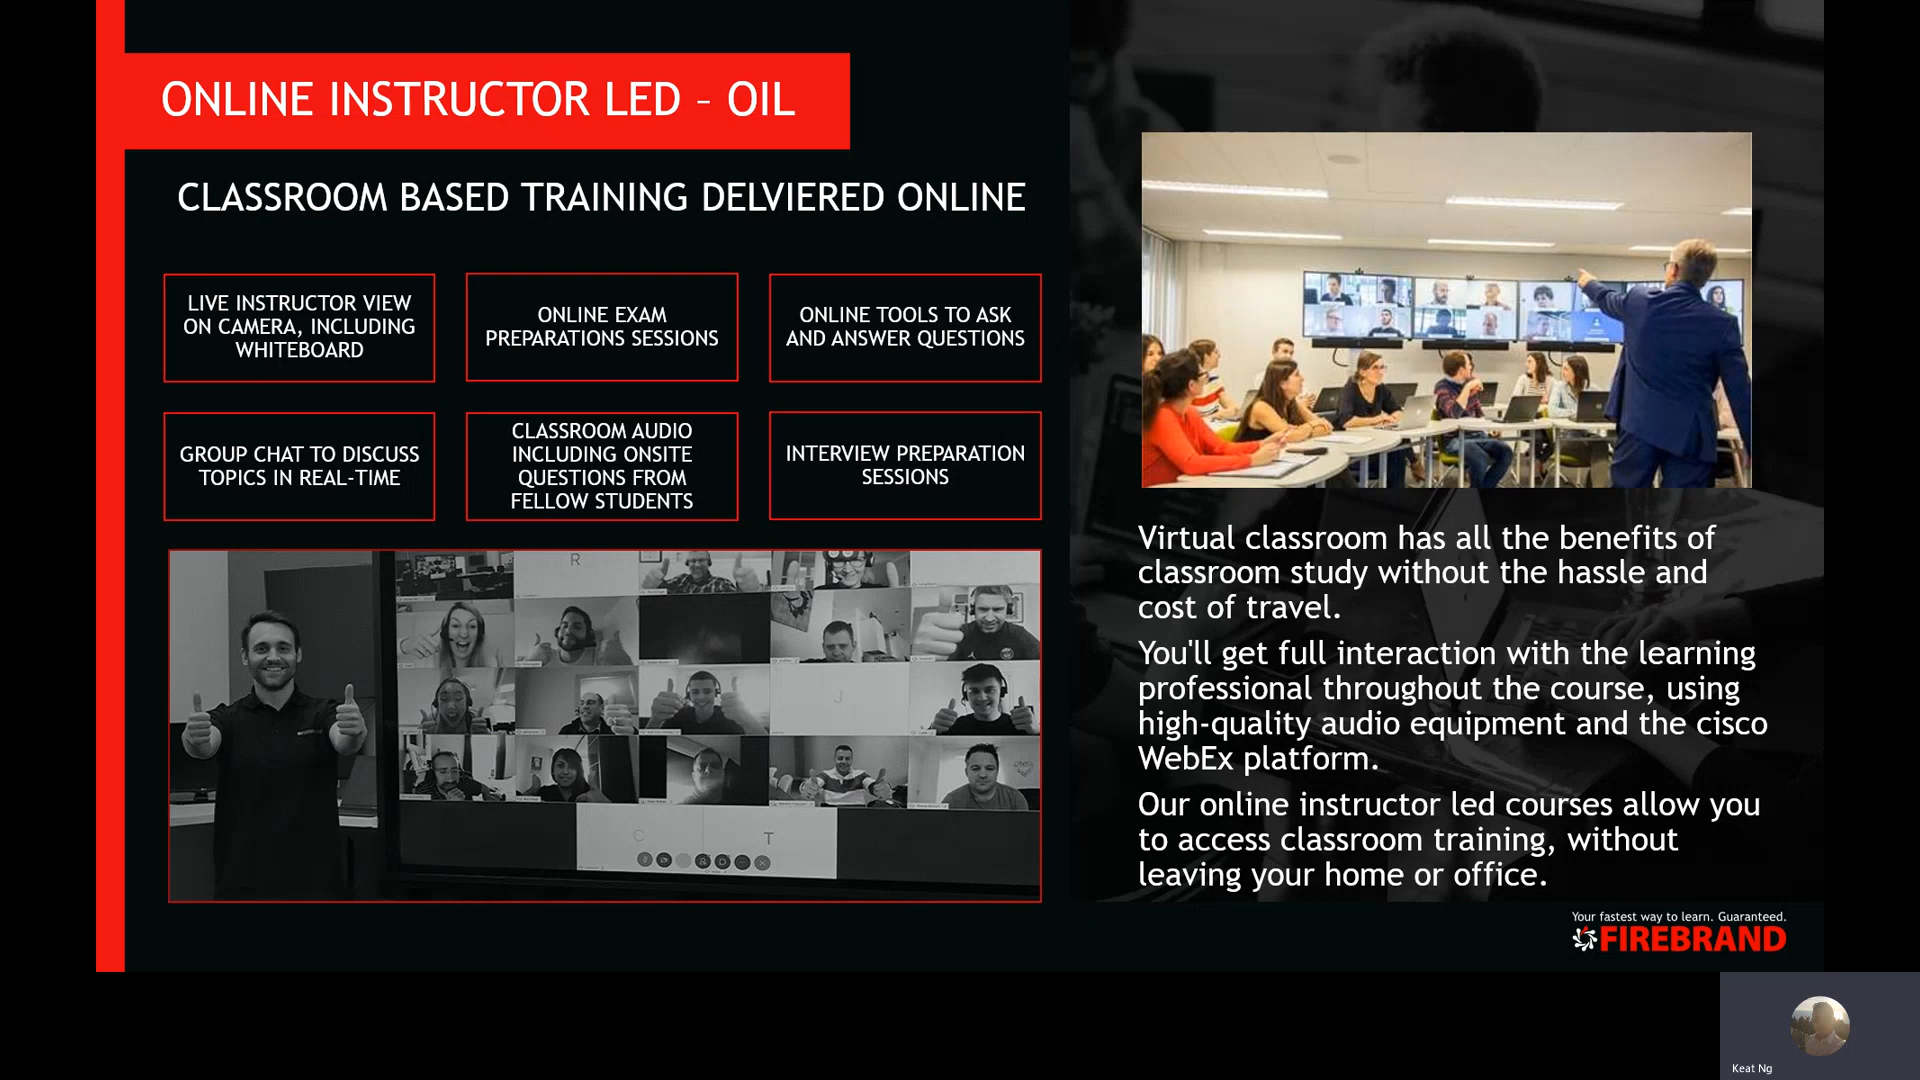 ONLINE INSTRUCTOR LED – OIL
CLASSROOM BASED TRAINING DELVIERED ONLINE
LIVE INSTRUCTOR VIEW
ON CAMERA, INCLUDING
WHITEBOARD
ONLINE EXAM
PREPARATIONS SESSIONS
ONLINE TOOLS TO ASK
AND ANSWER QUESTIONS
GROUP CHAT TO DISCUSS
TOPICS IN REAL-TIME
CLASSROOM AUDIO
INCLUDING ONSITE
QUESTIONS FROM
FELLOW STUDENTS
INTERVIEW PREPARATION
SESSIONS
R
J
C
T
Virtual classroom has all the benefits of
classroom study without the hassle and
cost of travel.
You'll get full interaction with the learning
professional throughout the course, using
high-quality audio equipment and the cisco
WebEx platform.
Our online instructor led courses allow you
to access classroom training, without
leaving your home or office.
Your fastest way to learn. Guaranteed.
FIREBRAND
Keat Ng